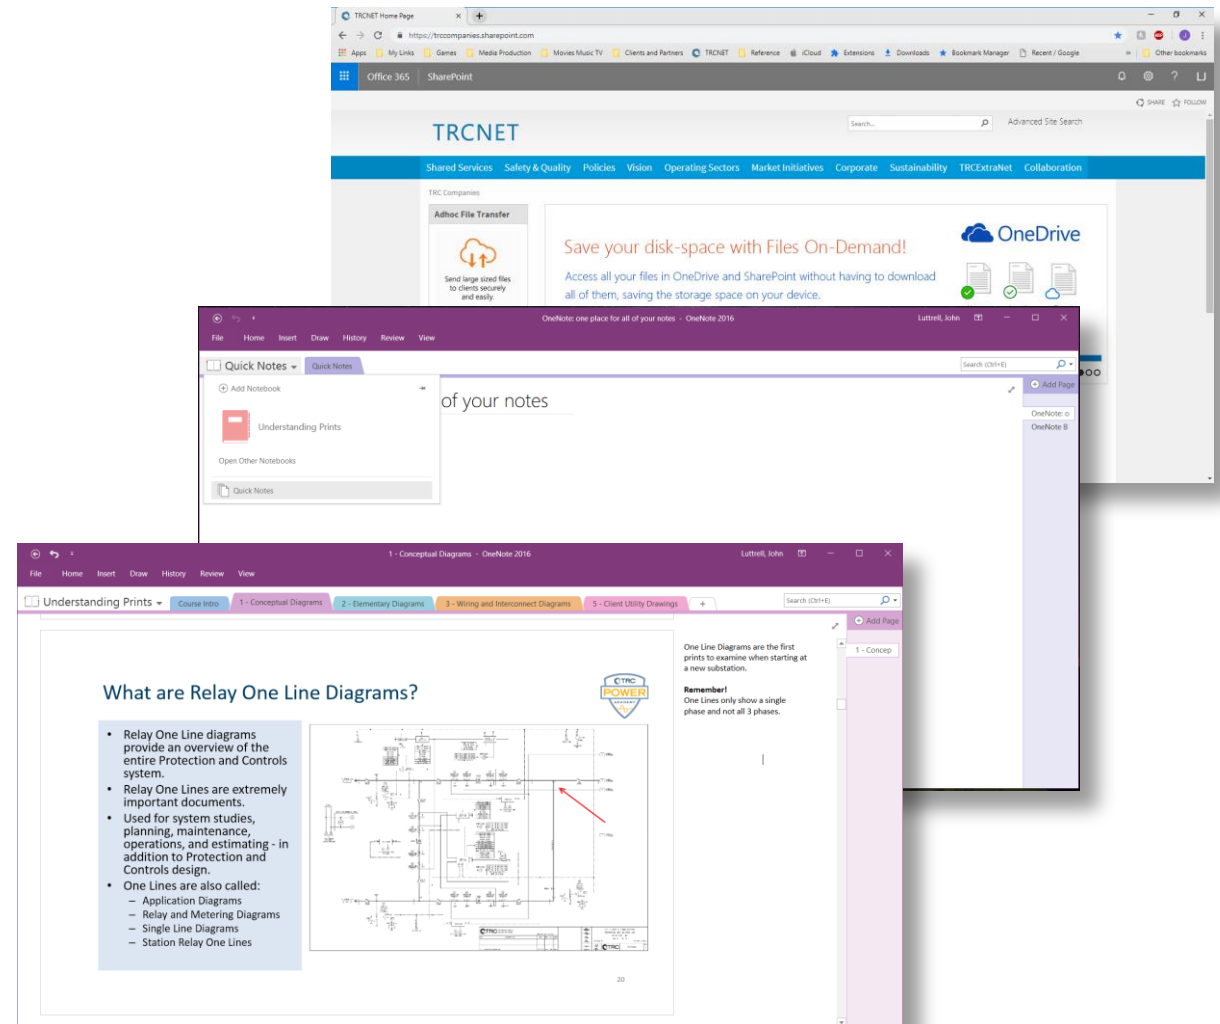 TRCNET Home Page
https://trccompanies.sharepoint.com
Apps My Links Games Media Production Movies Music TV Clients and Partners TRCNET Reference iCloud Extensions Downloads Bookmark Manager Recent / Google » Other bookmarks
Office 365 SharePoint LJ
SHARE FOLLOW
TRCNET
Search...
Advanced Site Search
Shared Services Safety & Quality Policies Vision Operating Sectors Market Initiatives Corporate Sustainability TRCExtraNet Collaboration
TRC Companies
Adhoc File Transfer
Send large sized files
to clients securely
and easily.
Save your disk-space with Files On-Demand!
Access all your files in OneDrive and SharePoint without having to download
all of them, saving the storage space on your device.
OneDrive
OneNote: one place for all of your notes - OneNote 2016
Luttrell, John
File Home Insert Draw History Review View
Quick Notes
Quick Notes
Search (Ctrl+E)
Add Notebook
Understanding Prints
Open Other Notebooks
Quick Notes
of your notes
Add Page
OneNote: o
OneNote B
1 - Conceptual Diagrams - OneNote 2016
Luttrell, John
File Home Insert Draw History Review View
Understanding Prints
Course Intro
1 - Conceptual Diagrams
2 - Elementary Diagrams
3 - Wiring and Interconnect Diagrams
5 - Client Utility Drawings
Search (Ctrl+E)
Add Page
1 - Concep
What are Relay One Line Diagrams?
TRC
POWER
ACADEMY
• Relay One Line diagrams
provide an overview of the
entire Protection and Controls
system.
• Relay One Lines are extremely
important documents.
• Used for system studies,
planning, maintenance,
operations, and estimating - in
addition to Protection and
Controls design.
• One Lines are also called:
– Application Diagrams
– Relay and Metering Diagrams
– Single Line Diagrams
– Station Relay One Lines
TRC
TRC
20
One Line Diagrams are the first
prints to examine when starting at
a new substation.
Remember!
One Lines only show a single
phase and not all 3 phases.